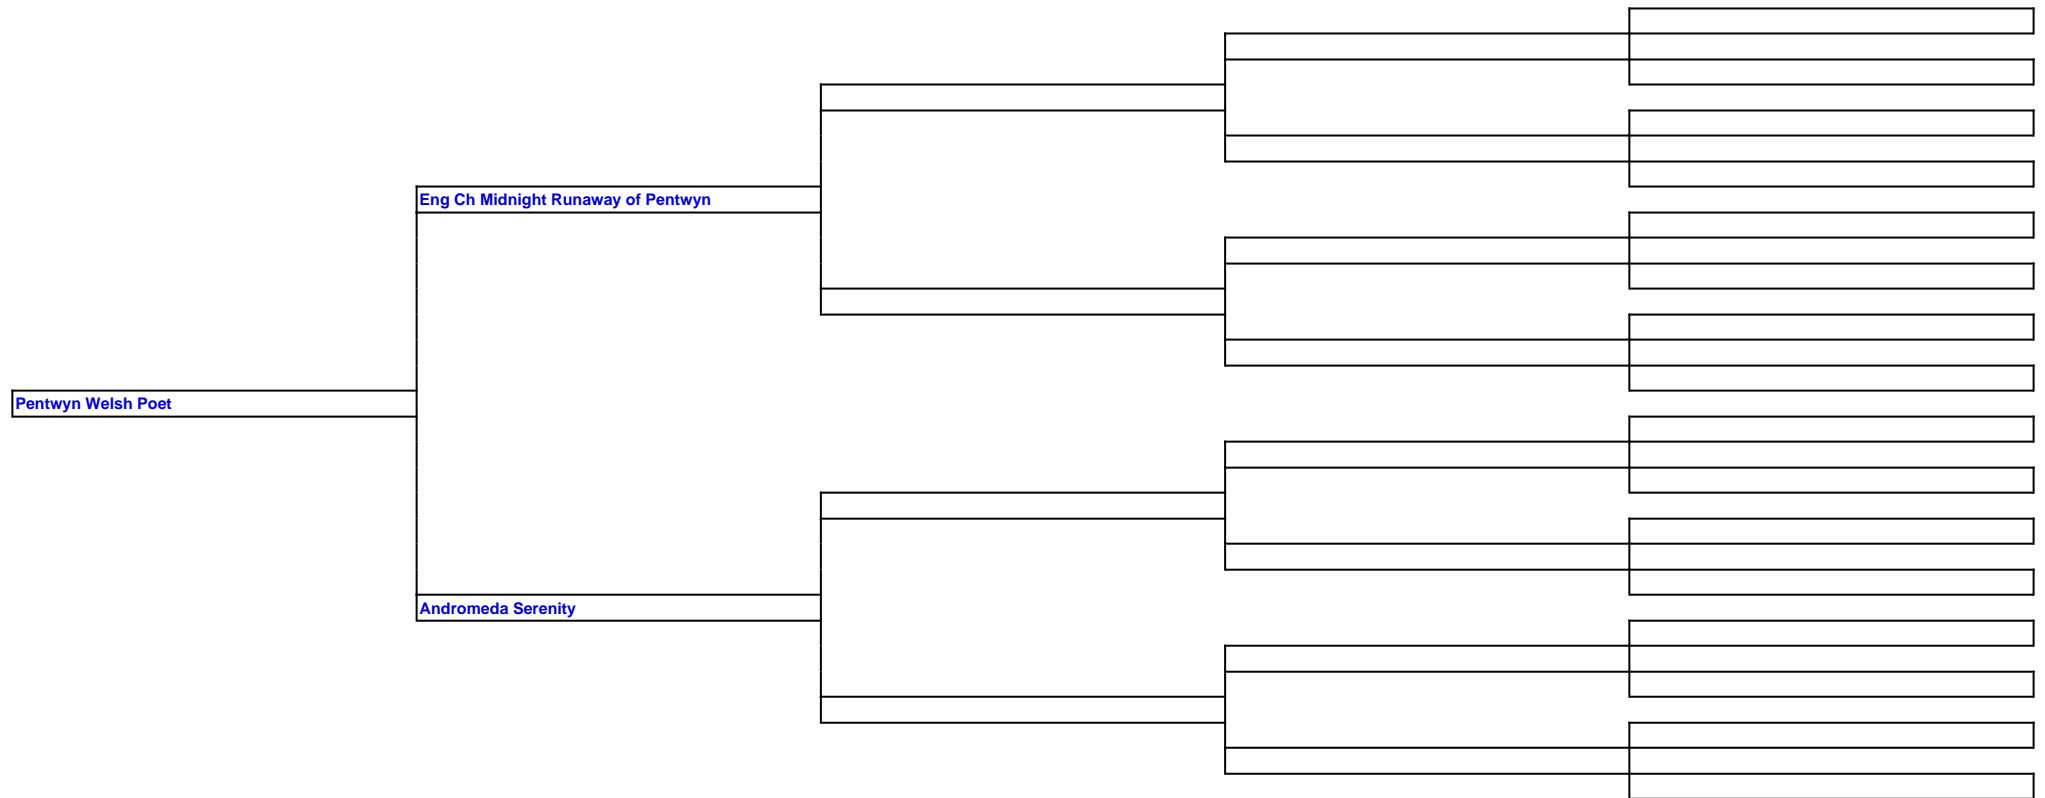 Eng Ch Midnight Runaway of Pentwyn
Pentwyn Welsh Poet
Andromeda Serenity